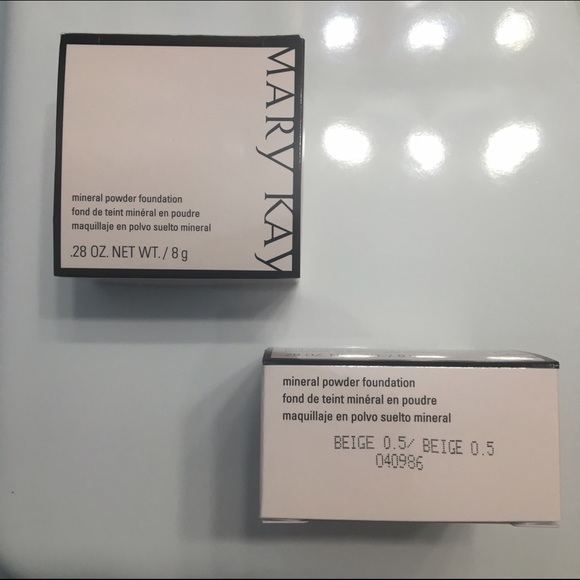 MARY KAY
mineral powder foundation
fond de teint minéral en poudre
maquillaje en polvo suelto mineral
.28 OZ. NET WT. / 8 g
mineral powder foundation
fond de teint minéral en poudre
maquillaje en polvo suelto mineral
BEIGE 0.5/ BEIGE 0.5
040986